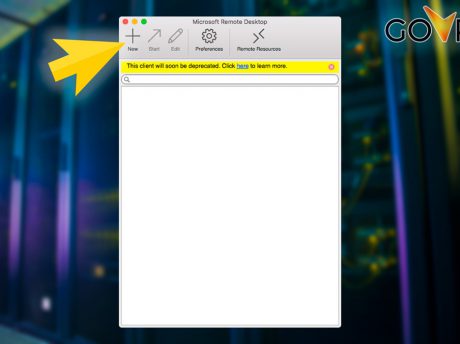 Microsoft Remote Desktop
New
Start
Edit
Preferences
Remote Resources
This client will soon be deprecated. Click here to learn more.